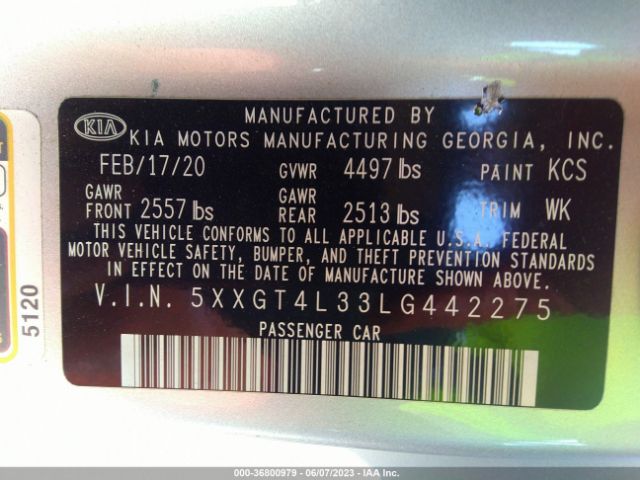 MANUFACTURED BY
KIA KIA MOTORS MANUFACTURING GEORGIA, INC.
FEB/17/20 GVWR 4497 lbs PAINT KCS
GAWR FRONT 2557 lbs GAWR REAR 2513 lbs TRIM WK
THIS VEHICLE CONFORMS TO ALL APPLICABLE U.S.A. FEDERAL
MOTOR VEHICLE SAFETY, BUMPER, AND THEFT PREVENTION STANDARDS
IN EFFECT ON THE DATE OF MANUFACTURE SHOWN ABOVE.
V.I.N. 5XXGT4L33LG442275
PASSENGER CAR
5120
000-36800979 - 06/07/2023 - IAA Inc.